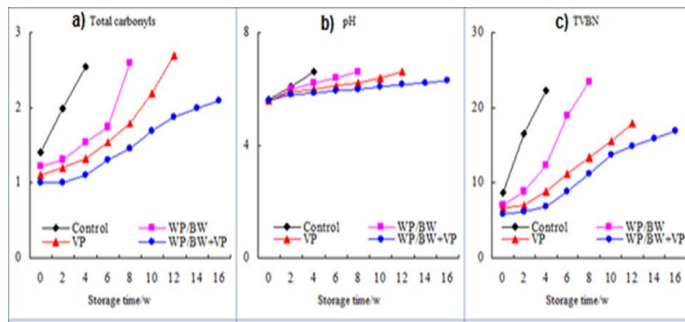 a) Total carbonyls
3
2
1
0
Control
WP/BW
VP
WP/BW+VP
0 2 4 6 8 10 12 14 16
Storage time/w
b) pH
8
4
0
Control
WP/BW
VP
WP/BW+VP
0 2 4 6 8 10 12 14 16
Storage time/w
c) TVBN
30
20
10
0
Control
WP/BW
VP
WP/BW+VP
0 2 4 6 8 10 12 14 16
Storage time/w